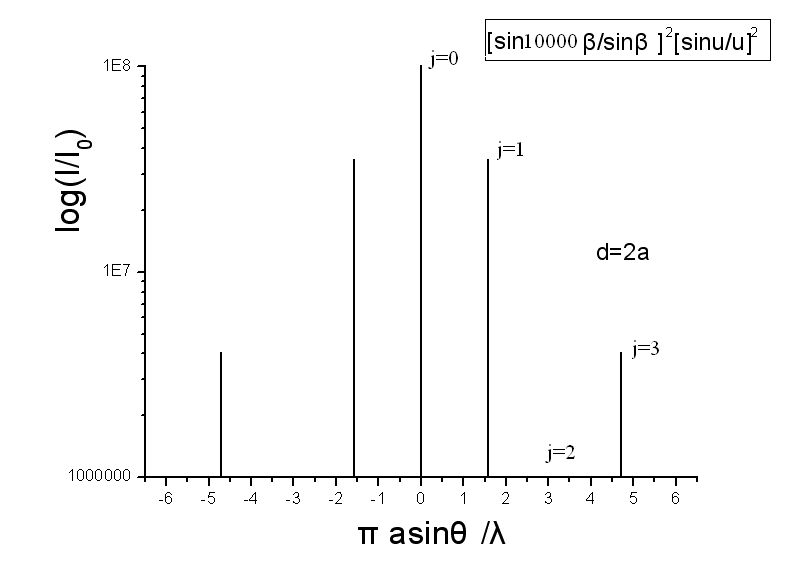 [sin10000 β/sinβ ]²[sinu/u]²
j=0
1E8
j=1
log(I/I₀)
d=2a
1E7
j=3
j=2
1000000
-6 -5 -4 -3 -2 -1 0 1 2 3 4 5 6
π asinθ /λ